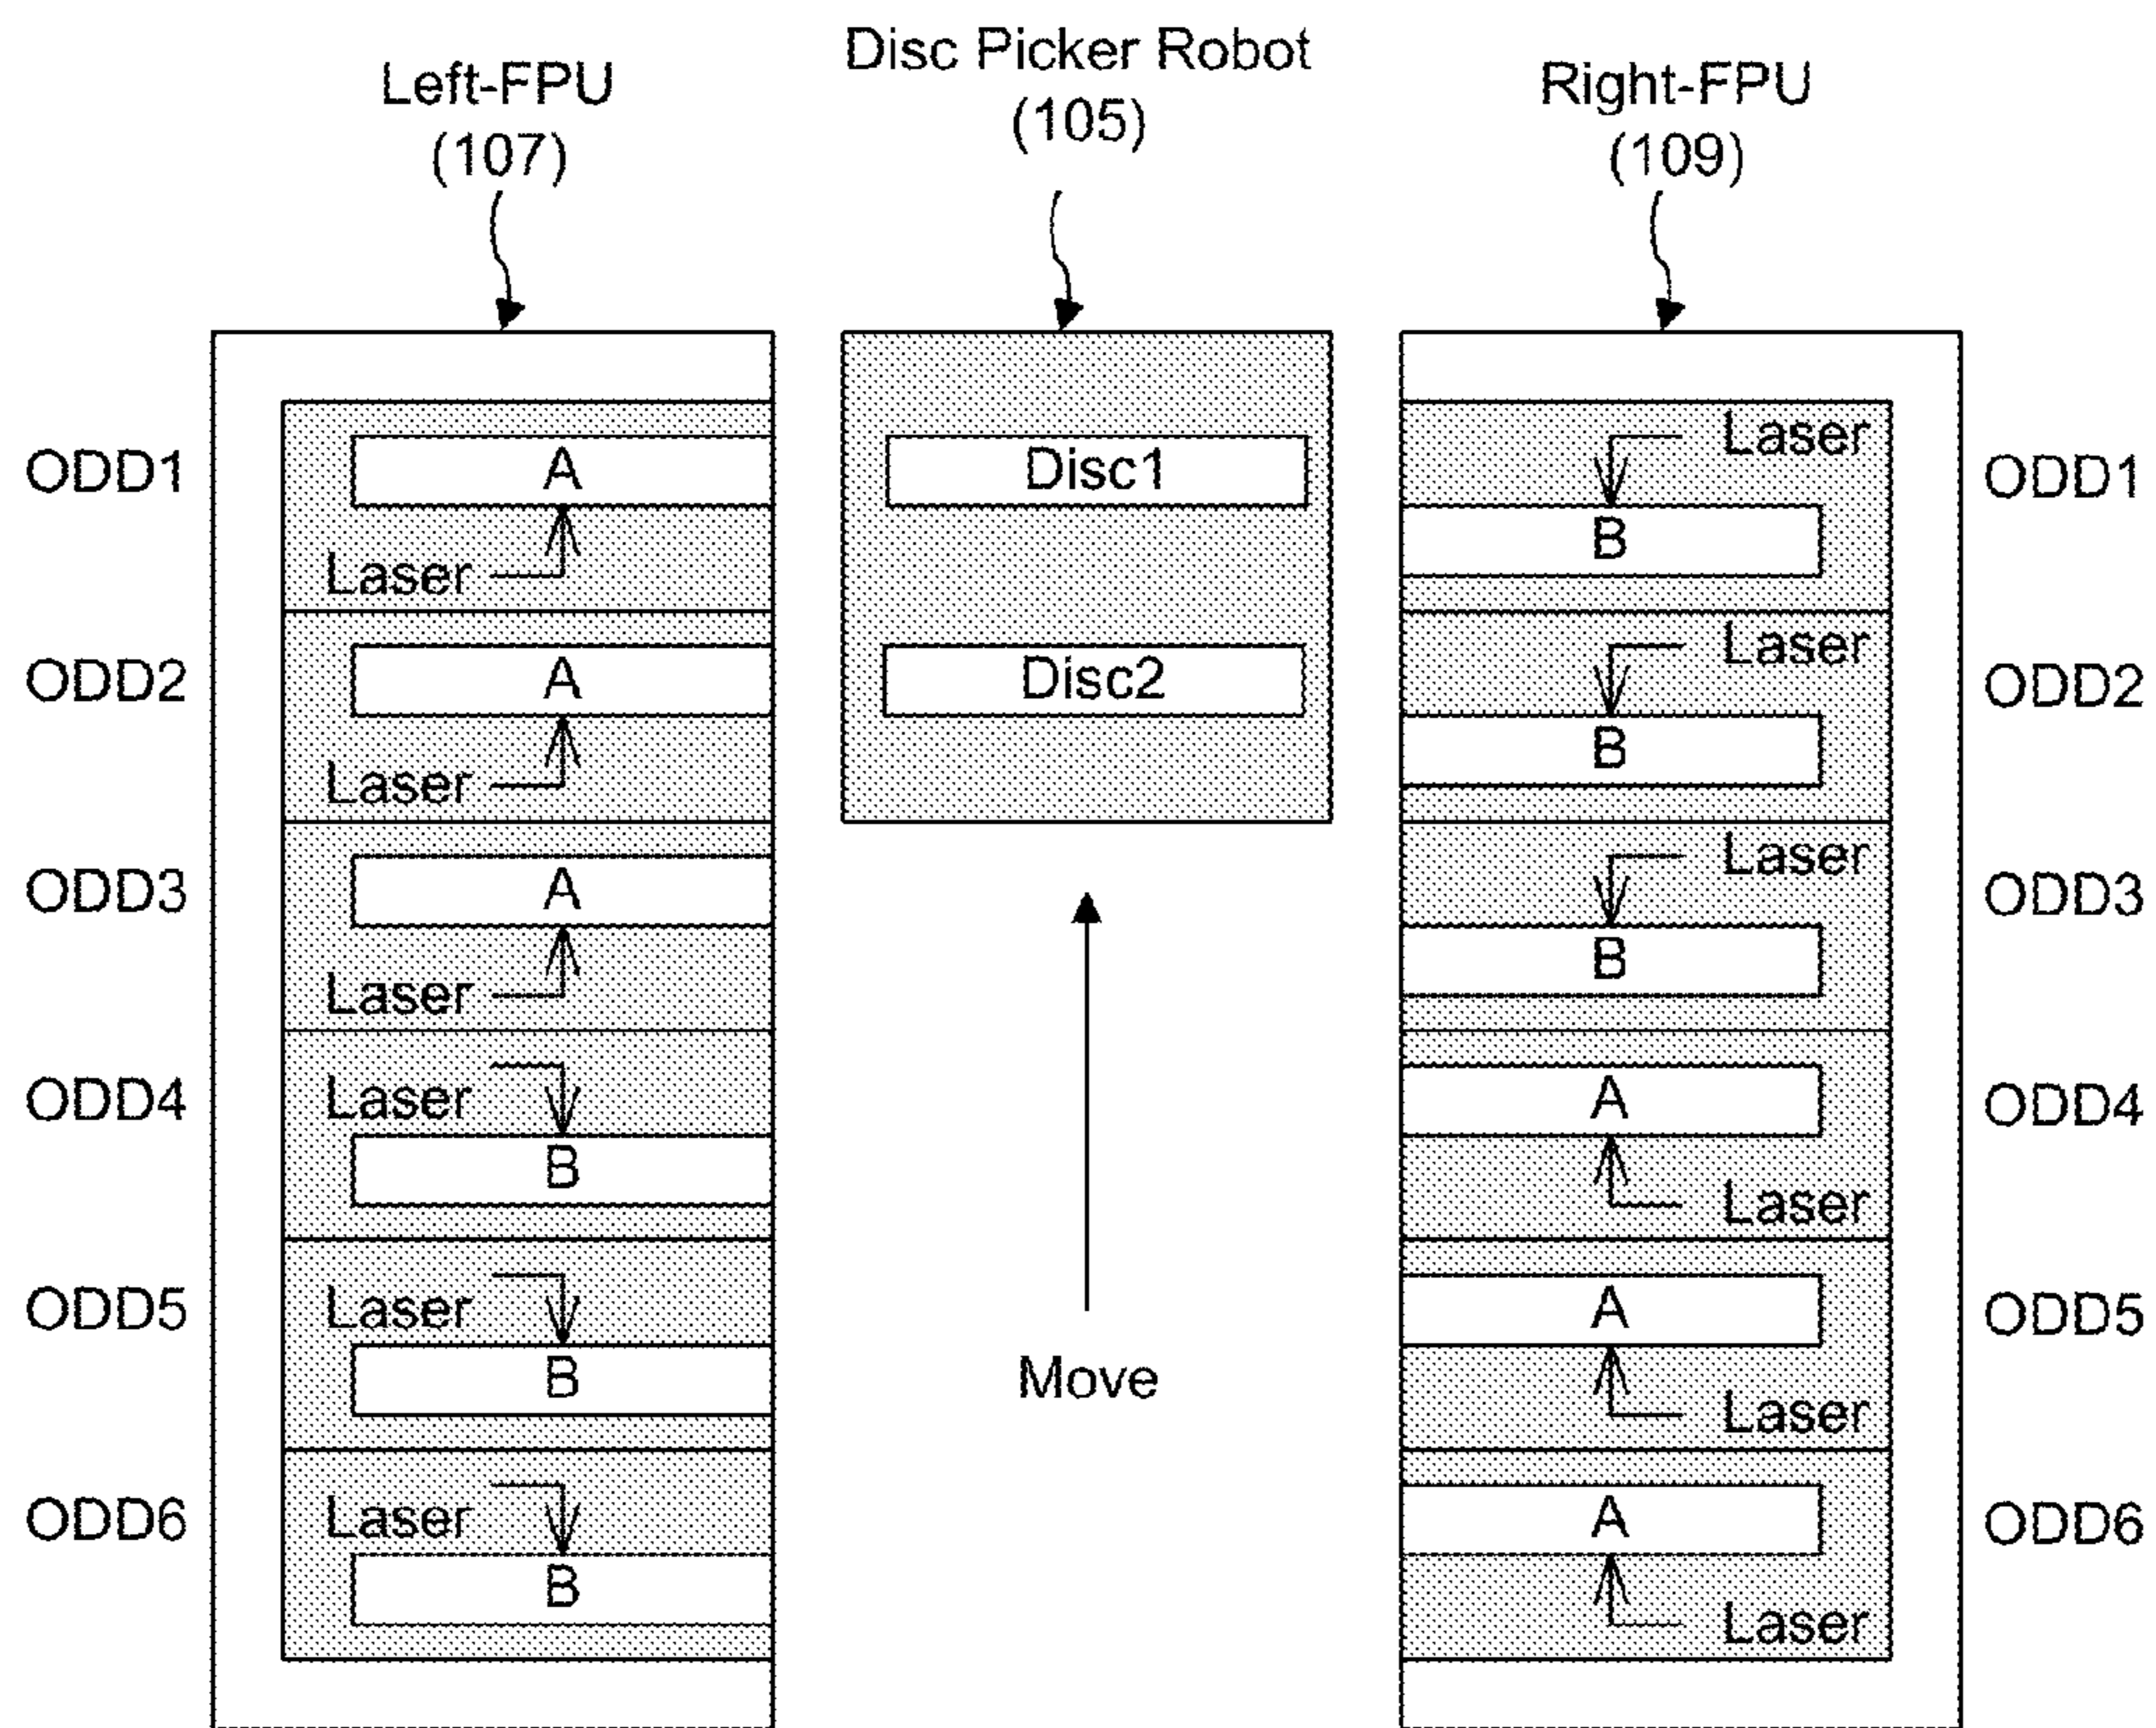 Left-FPU
(107)
Disc Picker Robot
(105)
Right-FPU
(109)
ODD1
A
Laser
Disc1
Laser
B
ODD1
ODD2
A
Laser
Disc2
Laser
B
ODD2
ODD3
A
Laser
Laser
B
ODD3
ODD4
Laser
B
A
Laser
ODD4
ODD5
Laser
B
Move
A
Laser
ODD5
ODD6
Laser
B
A
Laser
ODD6